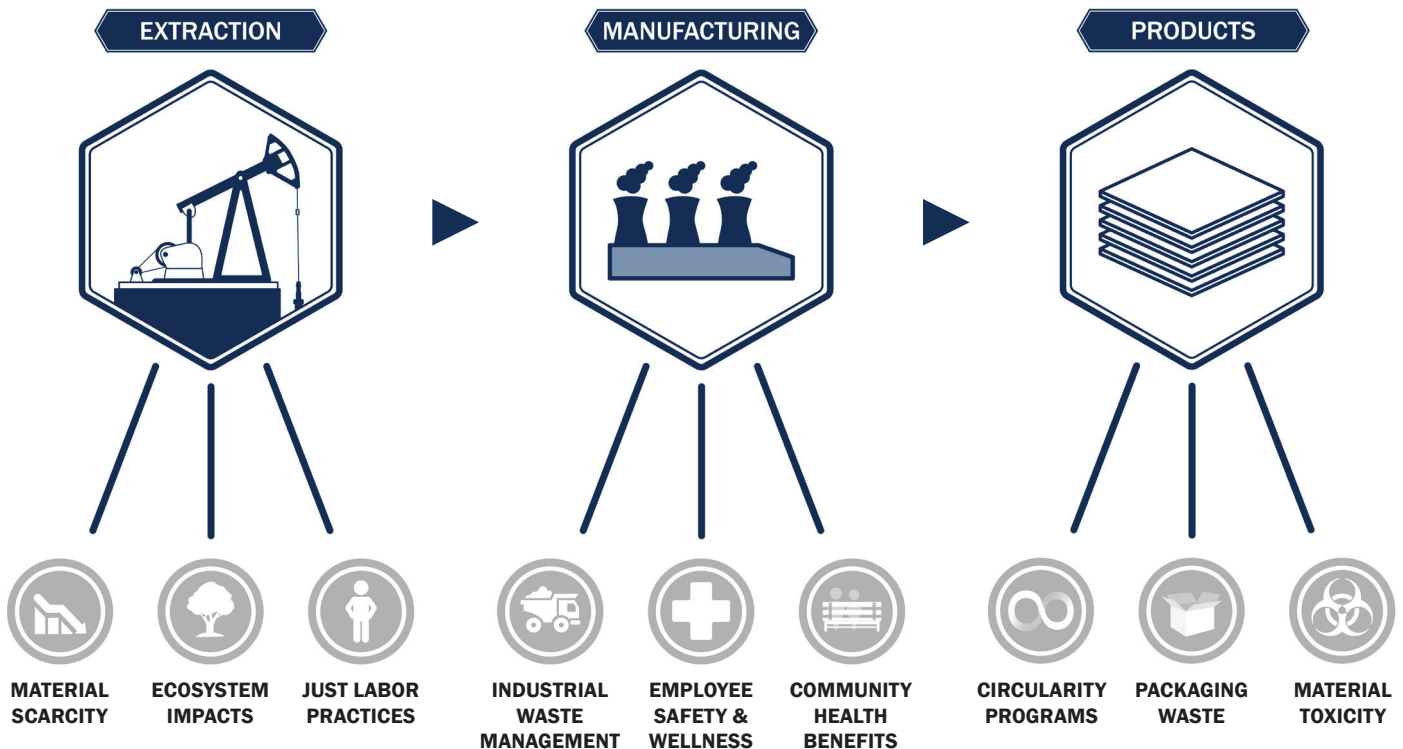 EXTRACTION
MANUFACTURING
PRODUCTS
MATERIAL
SCARCITY
ECOSYSTEM
IMPACTS
JUST LABOR
PRACTICES
INDUSTRIAL
WASTE
MANAGEMENT
EMPLOYEE
SAFETY &
WELLNESS
COMMUNITY
HEALTH
BENEFITS
CIRCULARITY
PROGRAMS
PACKAGING
WASTE
MATERIAL
TOXICITY